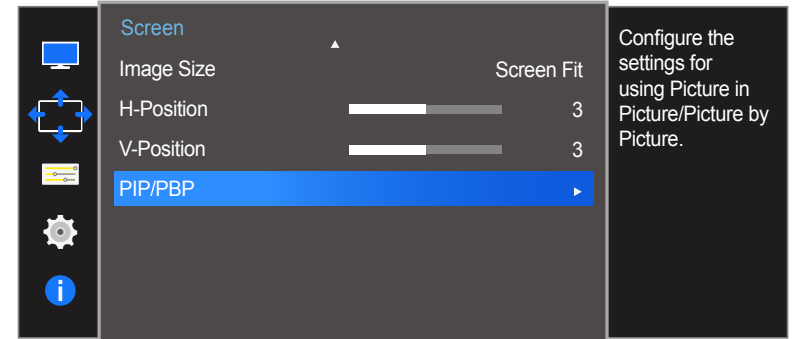 Screen
Image Size Screen Fit
H-Position 3
V-Position 3
PIP/PBP
Configure the
settings for
using Picture in
Picture/Picture by
Picture.